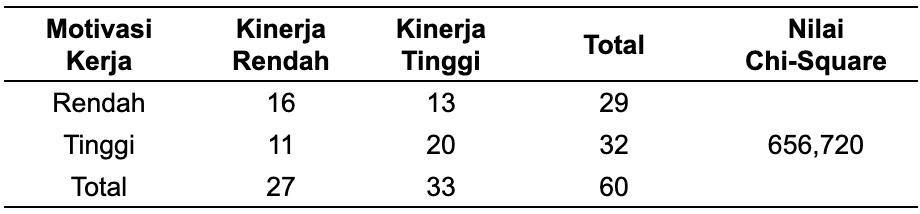 Motivasi Kerja Kinerja Rendah Kinerja Tinggi Total Nilai Chi-Square
Rendah 16 13 29
Tinggi 11 20 32 656,720
Total 27 33 60